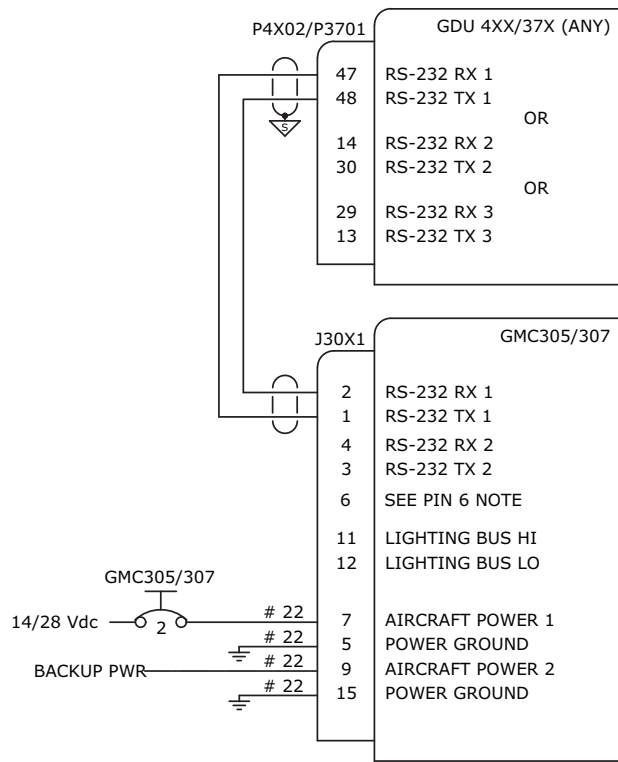 P4X02/P3701
GDU 4XX/37X (ANY)
47 RS-232 RX 1
48 RS-232 TX 1
S
OR
14 RS-232 RX 2
30 RS-232 TX 2
OR
29 RS-232 RX 3
13 RS-232 TX 3
J30X1
GMC305/307
2 RS-232 RX 1
1 RS-232 TX 1
4 RS-232 RX 2
3 RS-232 TX 2
6 SEE PIN 6 NOTE
11 LIGHTING BUS HI
12 LIGHTING BUS LO
GMC305/307
14/28 Vdc 2 # 22 7 AIRCRAFT POWER 1
# 22 5 POWER GROUND
BACKUP PWR # 22 9 AIRCRAFT POWER 2
# 22 15 POWER GROUND